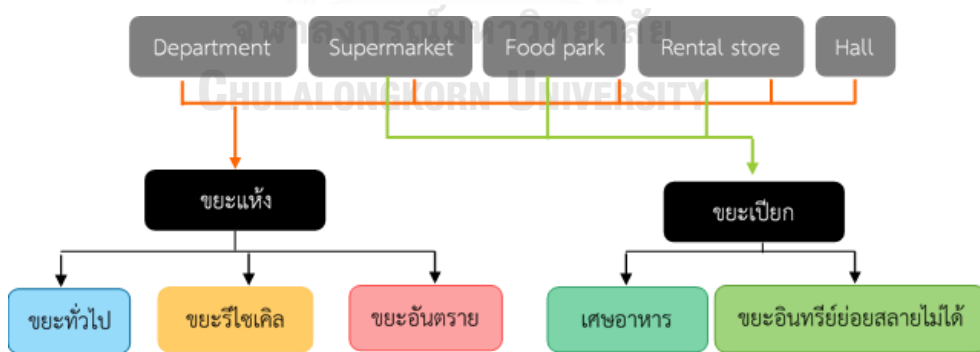 จุฬาลงกรณ์มหาวิทยาลัย
Department Supermarket Food park Rental store Hall
CHULALONGKORN UNIVERSITY
ขยะแห้ง ขยะเปียก
ขยะทั่วไป ขยะรีไซเคิล ขยะอันตราย เศษอาหาร ขยะอินทรีย์ย่อยสลายไม่ได้